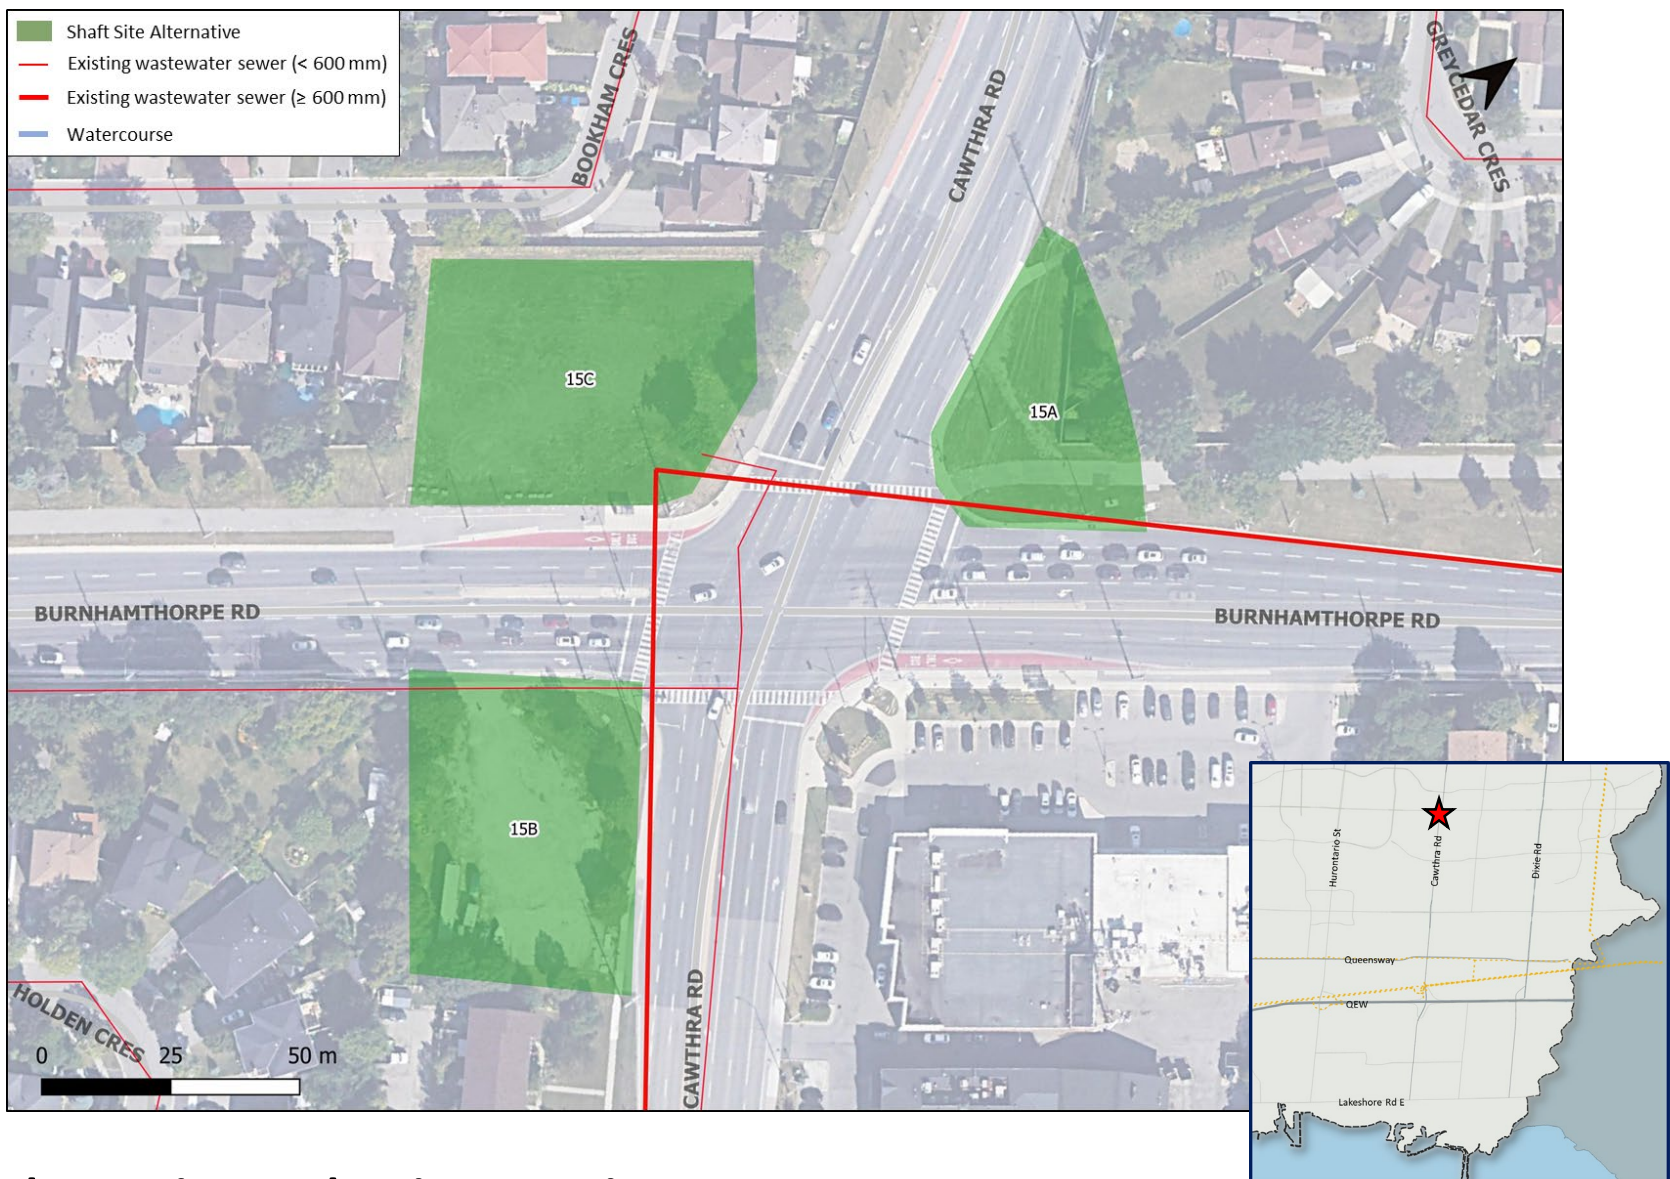 Shaft Site Alternative
Existing wastewater sewer (< 600 mm)
Existing wastewater sewer (≥ 600 mm)
Watercourse
BOOKHAM CRES
CAWTHRA RD
GREYCEDAR CRES
15C
15A
BURNHAMTHORPE RD
BURNHAMTHORPE RD
15B
HOLDEN CRES
CAWTHRA RD
0 25 50 m
Hurontario St
Cawthra Rd
Dixie Rd
Queensway
QEW
Lakeshore Rd E